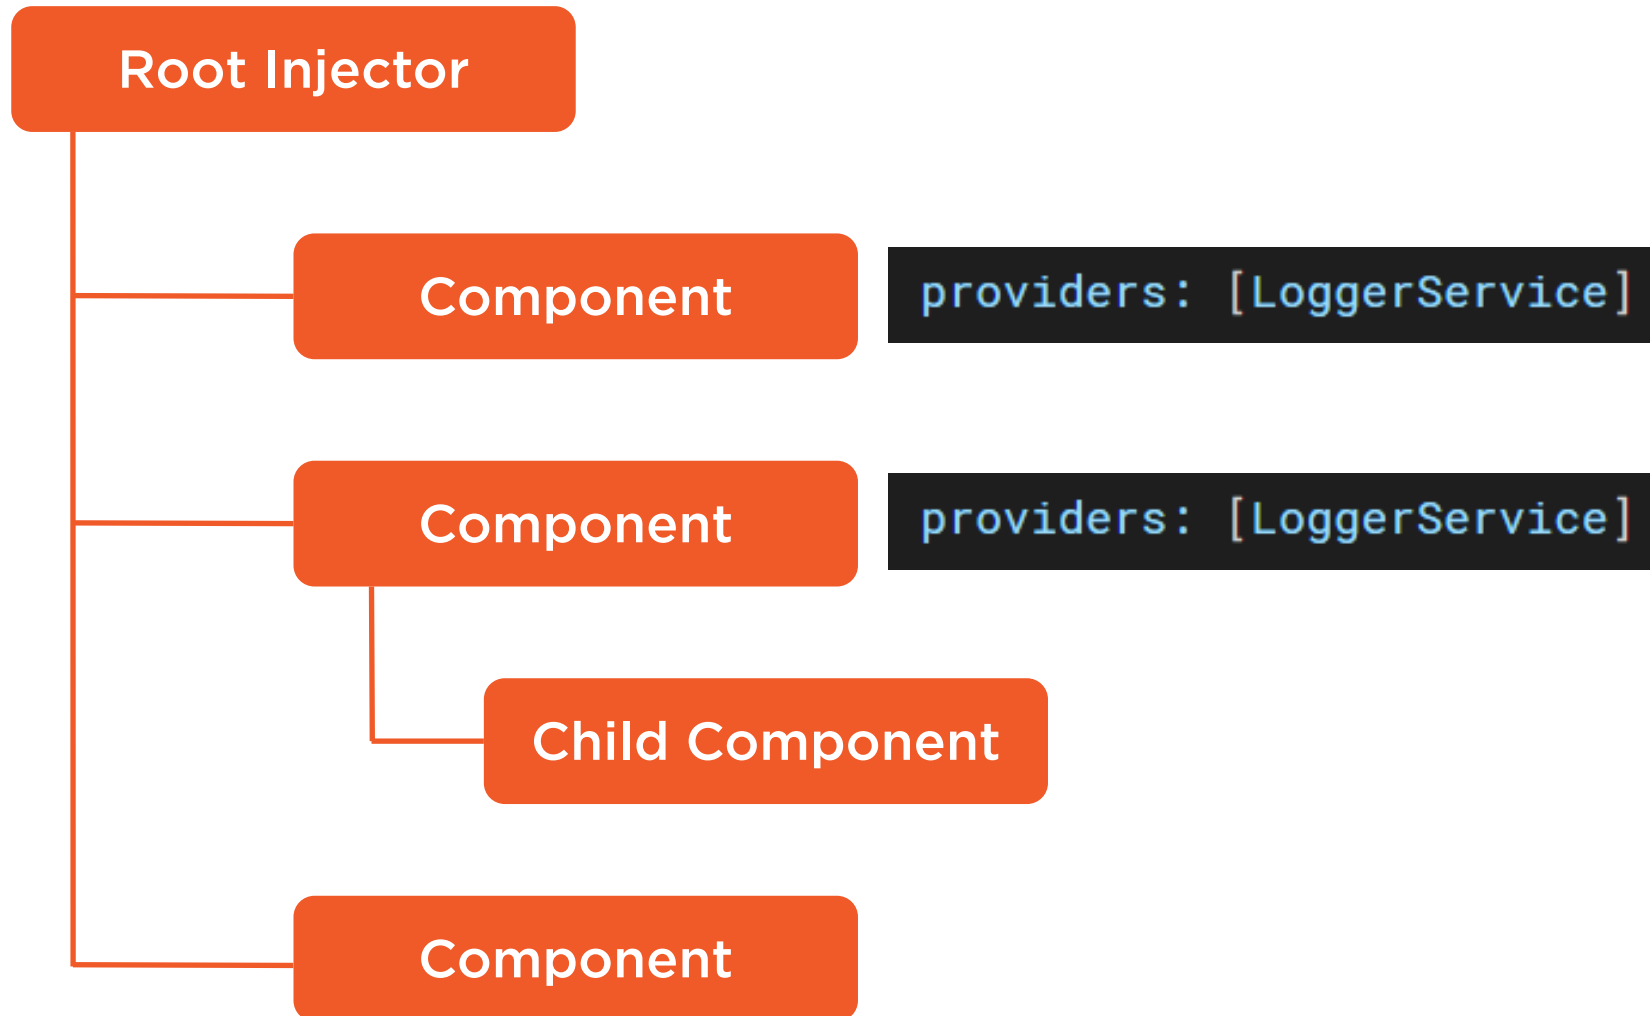 Root Injector
Component
providers: [LoggerService]
Component
providers: [LoggerService]
Child Component
Component